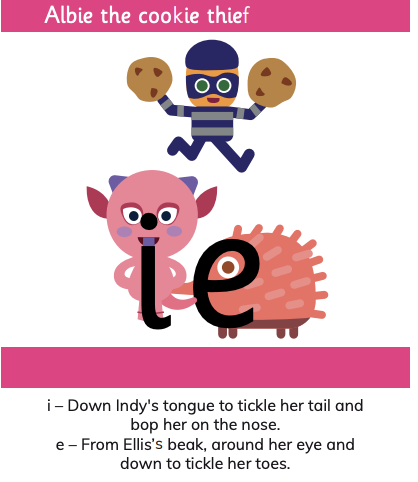 Albie the cookie thief
i e
i – Down Indy's tongue to tickle her tail and
bop her on the nose.
e – From Ellis's beak, around her eye and
down to tickle her toes.